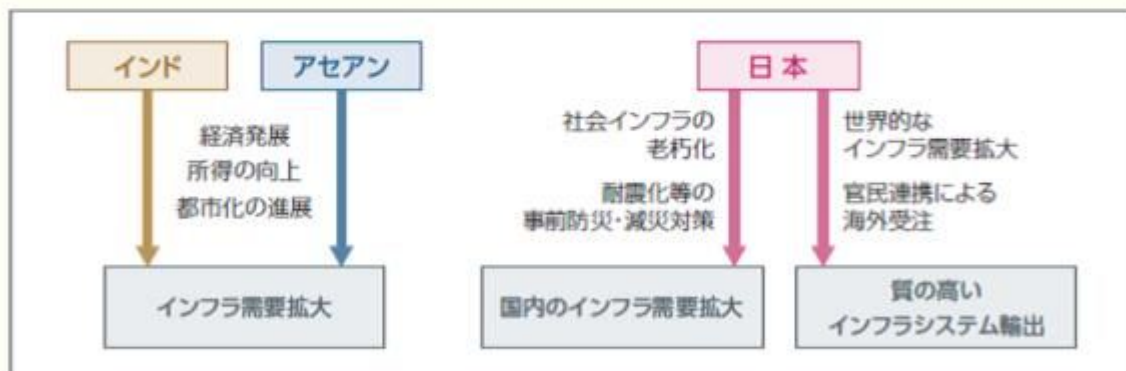 インド
アセアン
経済発展
所得の向上
都市化の進展
インフラ需要拡大
日本
社会インフラの
老朽化
耐震化等の
事前防災・減災対策
世界的な
インフラ需要拡大
官民連携による
海外受注
国内のインフラ需要拡大
質の高い
インフラシステム輸出